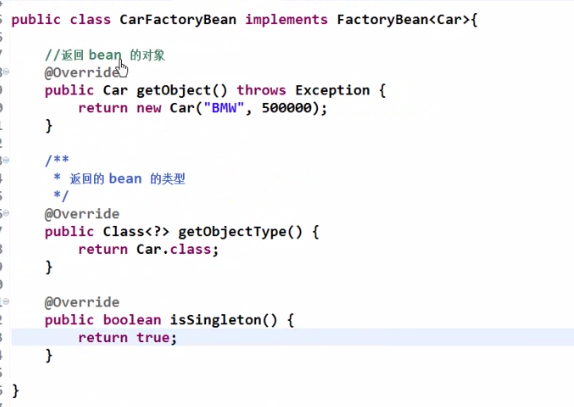 public class CarFactoryBean implements FactoryBean<Car>{
//返回 bean 的对象
@Override
public Car getObject() throws Exception {
return new Car("BMW", 500000);
}
/**
* 返回的 bean 的类型
*/
@Override
public Class<?> getObjectType() {
return Car.class;
}
@Override
public boolean isSingleton() {
return true;
}
}